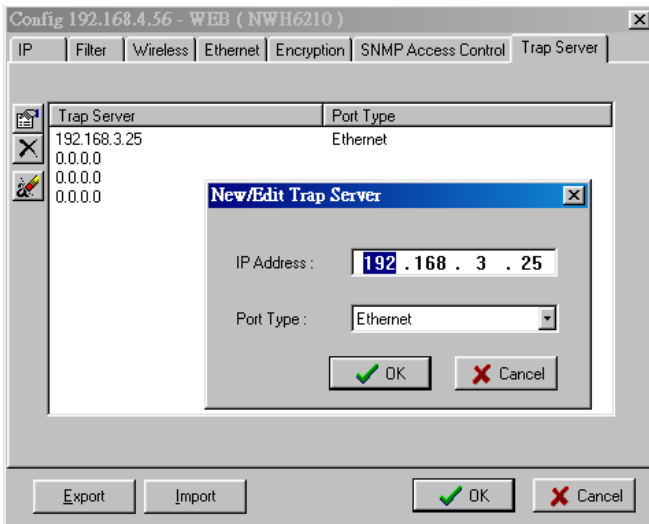 Config 192.168.4.56 - WEB ( NWH6210 )
IP Filter Wireless Ethernet Encryption SNMP Access Control Trap Server
Trap Server Port Type
192.168.3.25 Ethernet
0.0.0.0
0.0.0.0
0.0.0.0
New/Edit Trap Server
IP Address : 192 . 168 . 3 . 25
Port Type : Ethernet
OK Cancel
Export Import OK Cancel